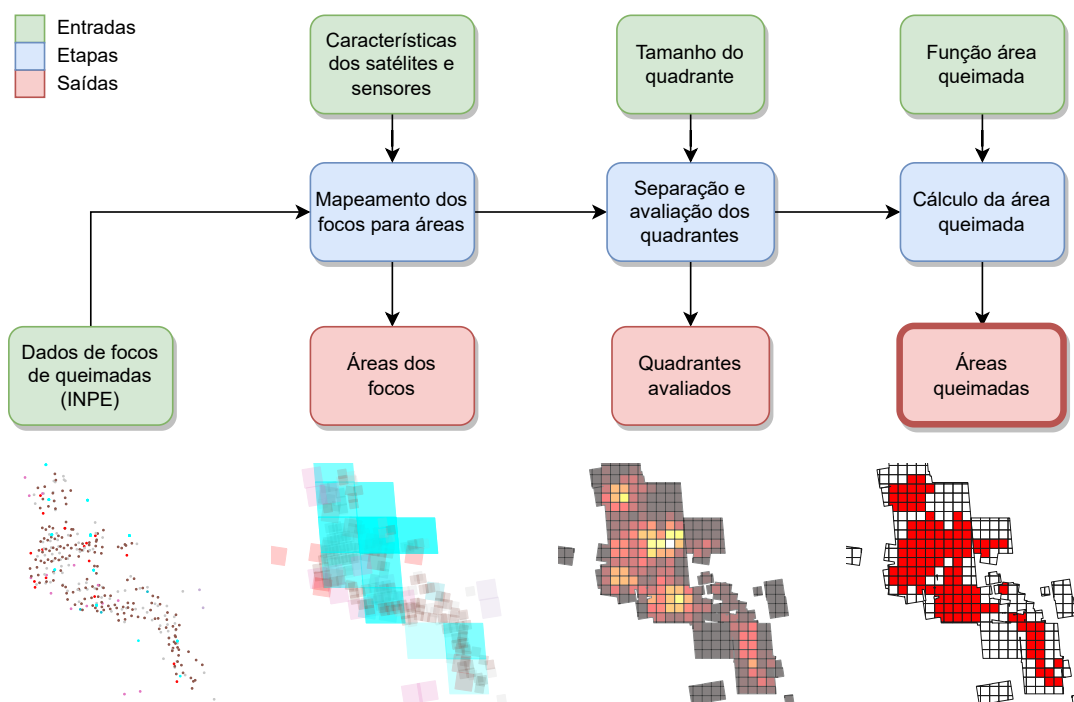 Entradas
Etapas
Saídas
Características
dos satélites e
sensores
Tamanho do
quadrante
Função área
queimada
Mapeamento dos
focos para áreas
Separação e
avaliação dos
quadrantes
Cálculo da área
queimada
Dados de focos
de queimadas
(INPE)
Áreas dos
focos
Quadrantes
avaliados
Áreas
queimadas